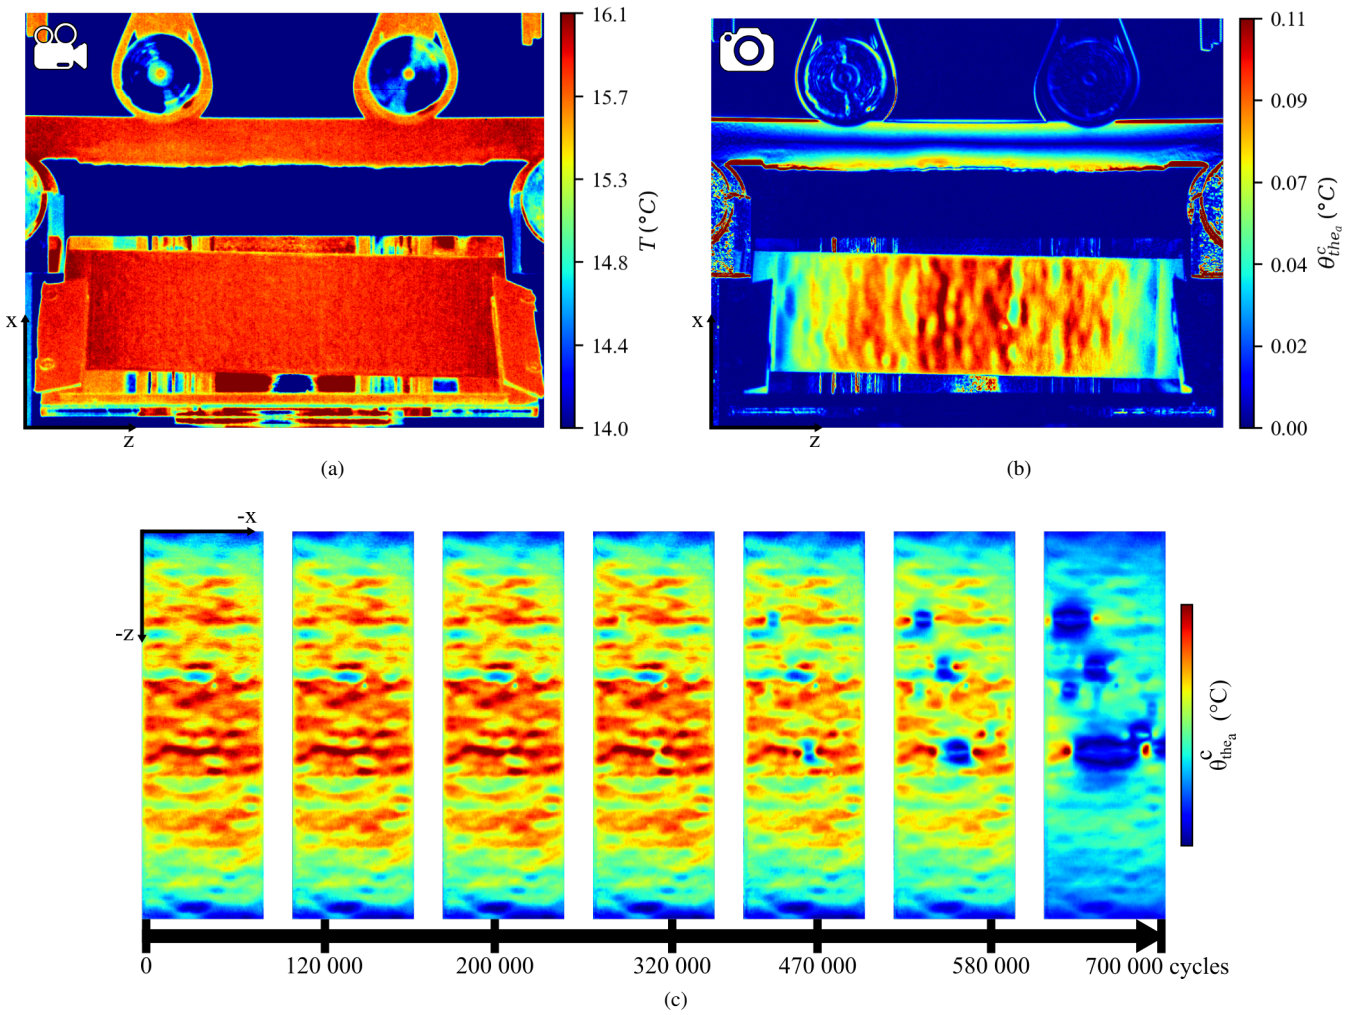 16.1
15.7
15.3
14.8
14.4
14.0
T (°C)
x
z
(a)
0.11
0.09
0.07
0.04
0.02
0.00
θᶜ_the_a (°C)
x
z
(b)
-x
-z
θᶜ_the_a (°C)
0
120 000
200 000
320 000
470 000
580 000
700 000 cycles
(c)